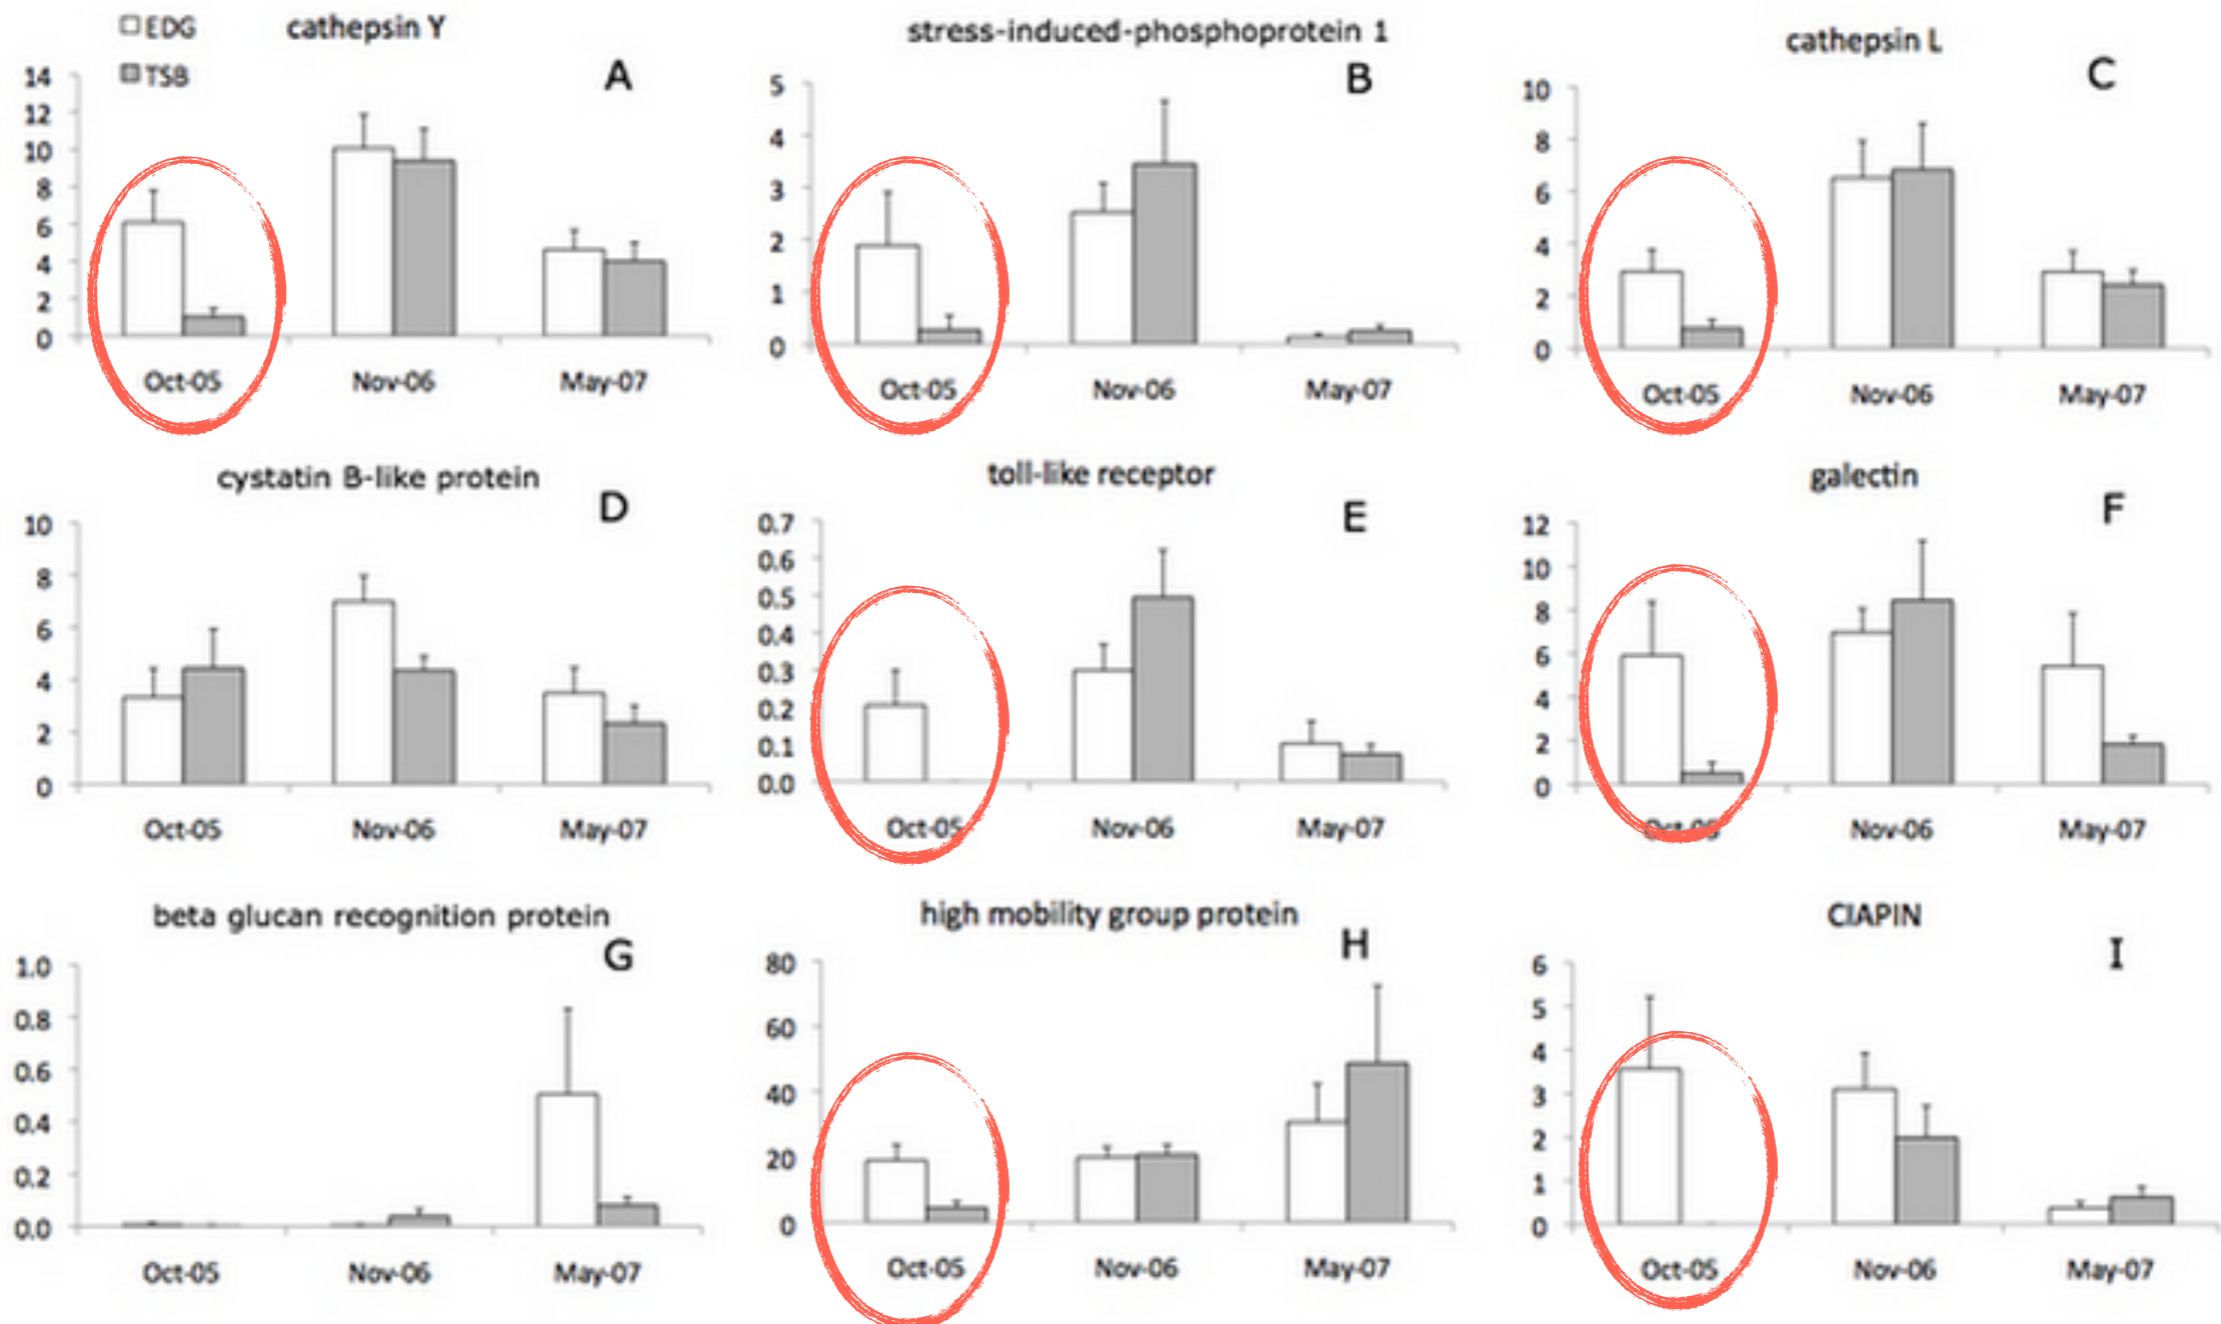 EDG
TSB
cathepsin Y
A
14
12
10
8
6
4
2
0
Oct-05 Nov-06 May-07
stress-induced-phosphoprotein 1
B
5
4
3
2
1
0
Oct-05 Nov-06 May-07
cathepsin L
C
10
8
6
4
2
0
Oct-05 Nov-06 May-07
cystatin B-like protein
D
10
8
6
4
2
0
Oct-05 Nov-06 May-07
toll-like receptor
E
0.7
0.6
0.5
0.4
0.3
0.2
0.1
0.0
Oct-05 Nov-06 May-07
galectin
F
12
10
8
6
4
2
0
Oct-05 Nov-06 May-07
beta glucan recognition protein
G
1.0
0.8
0.6
0.4
0.2
0.0
Oct-05 Nov-06 May-07
high mobility group protein
H
80
60
40
20
0
Oct-05 Nov-06 May-07
CIAPIN
I
6
5
4
3
2
1
0
Oct-05 Nov-06 May-07